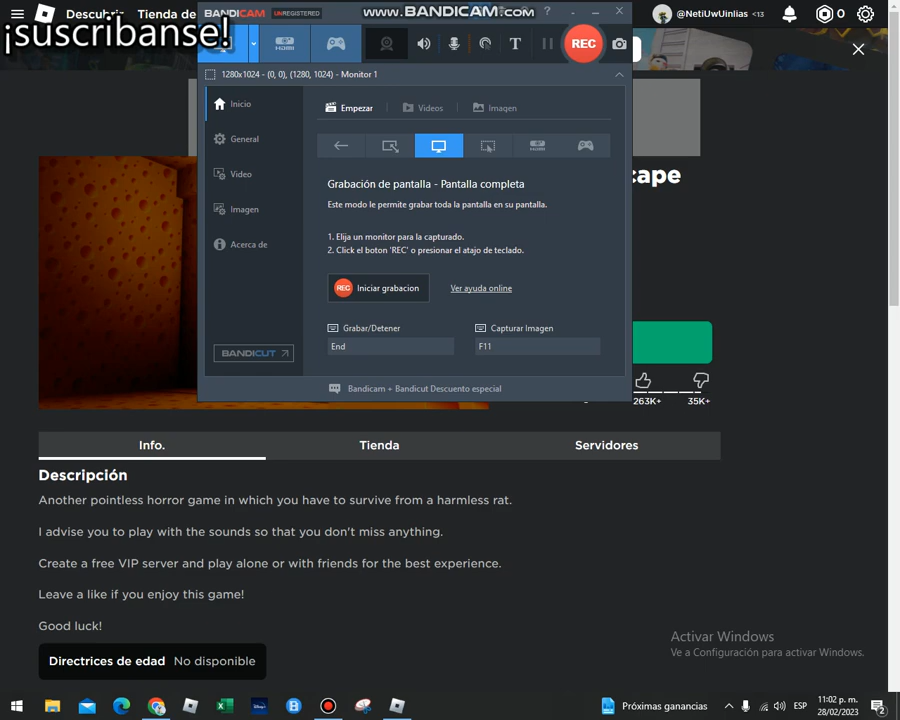 Descubrir
Tienda de
BANDICAM UNREGISTERED
www.BANDICAM.com
@NetiUwUinlias <13
0
¡suscribanse!
HDMI
T
REC
1280x1024 - (0, 0), (1280, 1024) - Monitor 1
Inicio
General
Video
Imagen
Acerca de
BANDICUT
Empezar
Videos
Imagen
HDMI
Grabación de pantalla - Pantalla completa
Este modo le permite grabar toda la pantalla en su pantalla.
1. Elija un monitor para la capturado.
2. Click el boton 'REC' o presionar el atajo de teclado.
REC Iniciar grabacion
Ver ayuda online
Grabar/Detener
End
Capturar Imagen
F11
Bandicam + Bandicut Descuento especial
cape
263K+
35K+
Info.
Tienda
Servidores
Descripción
Another pointless horror game in which you have to survive from a harmless rat.
I advise you to play with the sounds so that you don't miss anything.
Create a free VIP server and play alone or with friends for the best experience.
Leave a like if you enjoy this game!
Good luck!
Directrices de edad No disponible
Activar Windows
Ve a Configuración para activar Windows.
Próximas ganancias
ESP
11:02 p. m.
28/02/2023
2